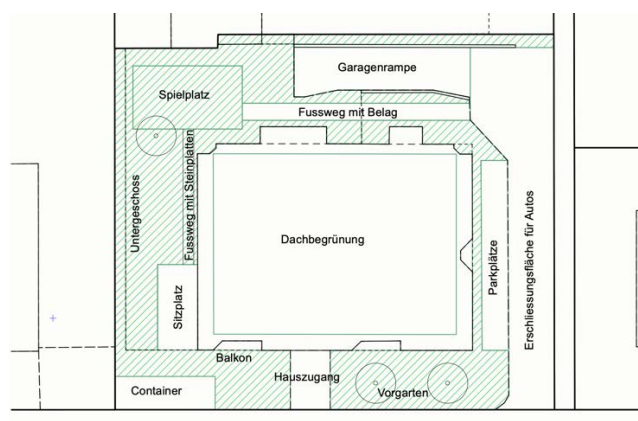 Garagenrampe
Spielplatz
Fussweg mit Belag
Fussweg mit Steinplatten
Untergeschoss
Dachbegrünung
Parkplätze
Erschliessungsfläche für Autos
Sitzplatz
Balkon
Hauszugang
Container
Vorgarten